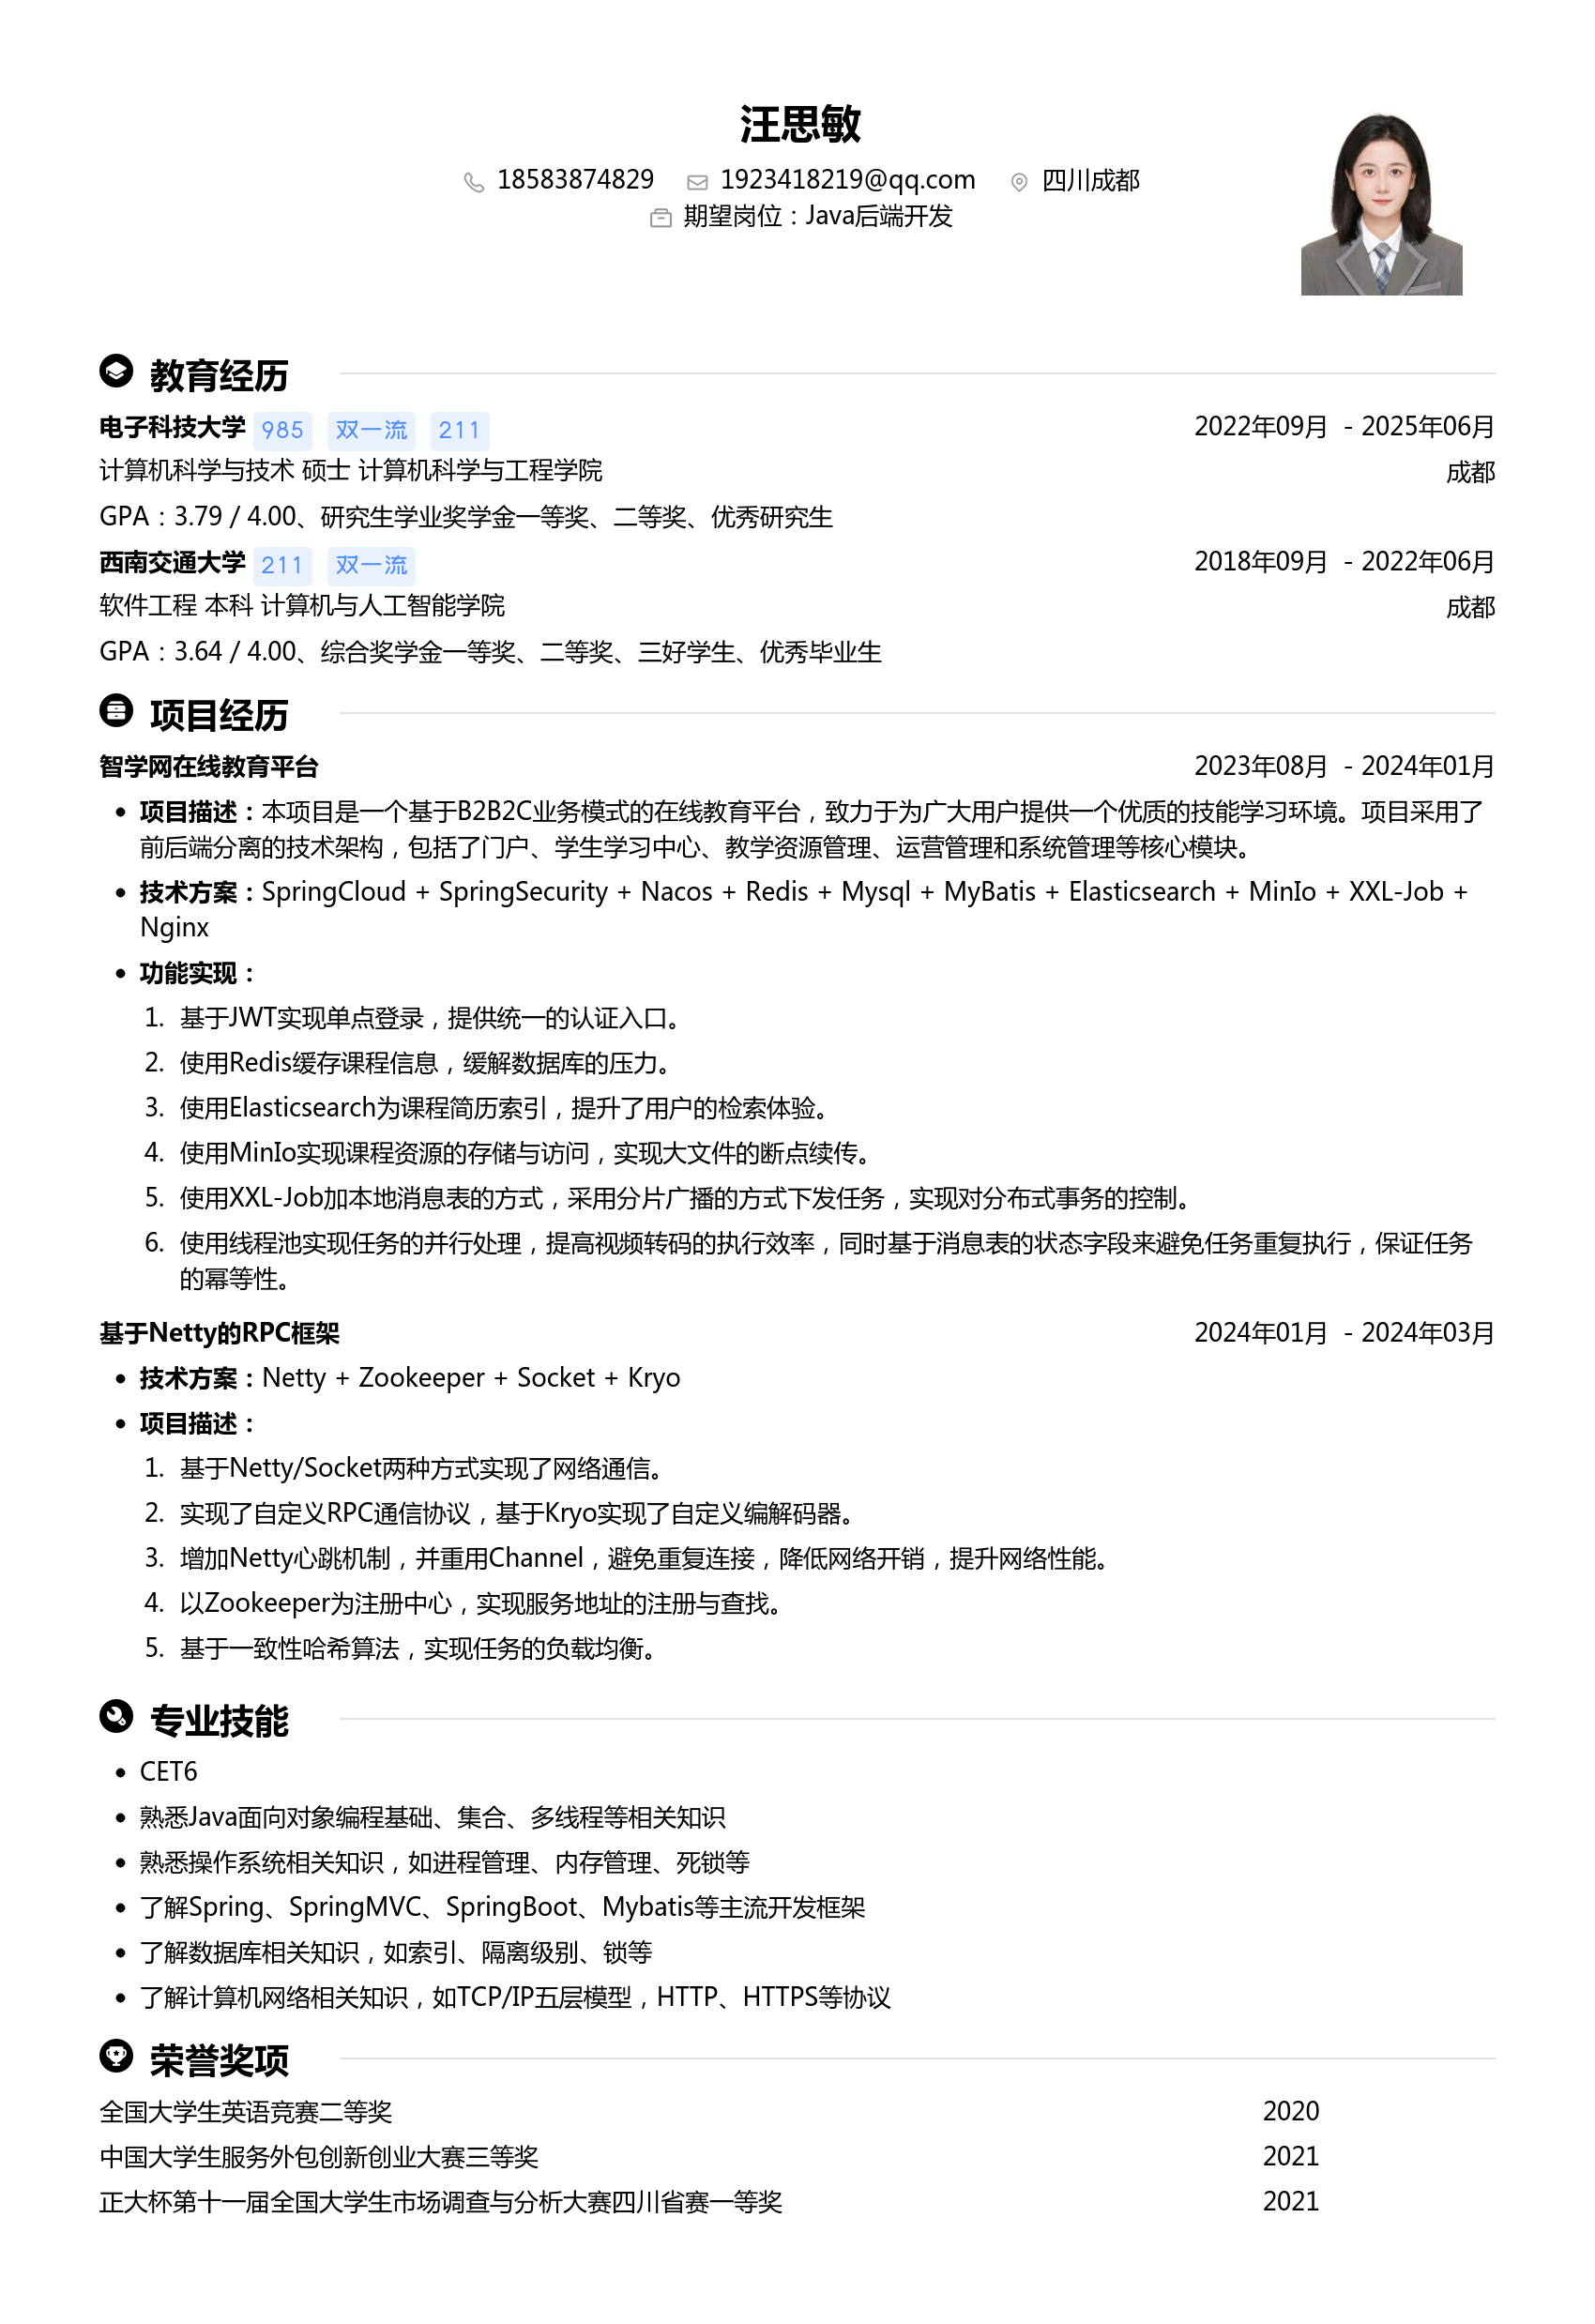 汪思敏
18583874829 1923418219@qq.com 四川成都
期望岗位：Java后端开发
教育经历
电子科技大学 985 双一流 211 2022年09月 - 2025年06月
计算机科学与技术 硕士 计算机科学与工程学院 成都
GPA：3.79 / 4.00、研究生学业奖学金一等奖、二等奖、优秀研究生
西南交通大学 211 双一流 2018年09月 - 2022年06月
软件工程 本科 计算机与人工智能学院 成都
GPA：3.64 / 4.00、综合奖学金一等奖、二等奖、三好学生、优秀毕业生
项目经历
智学网在线教育平台 2023年08月 - 2024年01月
• 项目描述：本项目是一个基于B2B2C业务模式的在线教育平台，致力于为广大用户提供一个优质的技能学习环境。项目采用了
前后端分离的技术架构，包括了门户、学生学习中心、教学资源管理、运营管理和系统管理等核心模块。
• 技术方案：SpringCloud + SpringSecurity + Nacos + Redis + Mysql + MyBatis + Elasticsearch + MinIo + XXL-Job +
Nginx
• 功能实现：
1. 基于JWT实现单点登录，提供统一的认证入口。
2. 使用Redis缓存课程信息，缓解数据库的压力。
3. 使用Elasticsearch为课程简历索引，提升了用户的检索体验。
4. 使用MinIo实现课程资源的存储与访问，实现大文件的断点续传。
5. 使用XXL-Job加本地消息表的方式，采用分片广播的方式下发任务，实现对分布式事务的控制。
6. 使用线程池实现任务的并行处理，提高视频转码的执行效率，同时基于消息表的状态字段来避免任务重复执行，保证任务
的幂等性。
基于Netty的RPC框架 2024年01月 - 2024年03月
• 技术方案：Netty + Zookeeper + Socket + Kryo
• 项目描述：
1. 基于Netty/Socket两种方式实现了网络通信。
2. 实现了自定义RPC通信协议，基于Kryo实现了自定义编解码器。
3. 增加Netty心跳机制，并重用Channel，避免重复连接，降低网络开销，提升网络性能。
4. 以Zookeeper为注册中心，实现服务地址的注册与查找。
5. 基于一致性哈希算法，实现任务的负载均衡。
专业技能
• CET6
• 熟悉Java面向对象编程基础、集合、多线程等相关知识
• 熟悉操作系统相关知识，如进程管理、内存管理、死锁等
• 了解Spring、SpringMVC、SpringBoot、Mybatis等主流开发框架
• 了解数据库相关知识，如索引、隔离级别、锁等
• 了解计算机网络相关知识，如TCP/IP五层模型，HTTP、HTTPS等协议
荣誉奖项
全国大学生英语竞赛二等奖 2020
中国大学生服务外包创新创业大赛三等奖 2021
正大杯第十一届全国大学生市场调查与分析大赛四川省赛一等奖 2021